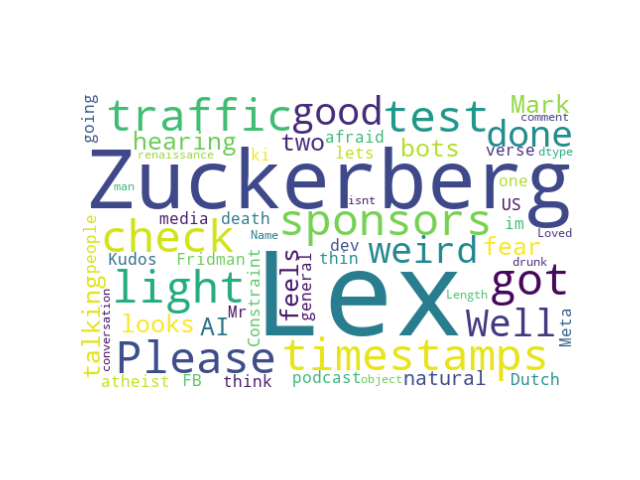 going
traffic
good
test
Mark
comment
hearing
renaissance
ki
two
afraid
lets
bots
done
verse
dtype
man
Zuckerberg
isnt
one
US
media
death
sponsors
im
Loved
people
check
Kudos
Fridman
Name
dev
thin
weird
fear
drunk
talking
conversation
light
Constraint
feels
general
Lex
got
Length
looks
AI
Mr
Well
Meta
Please
timestamps
atheist
FB
think
podcast
object
natural
Dutch